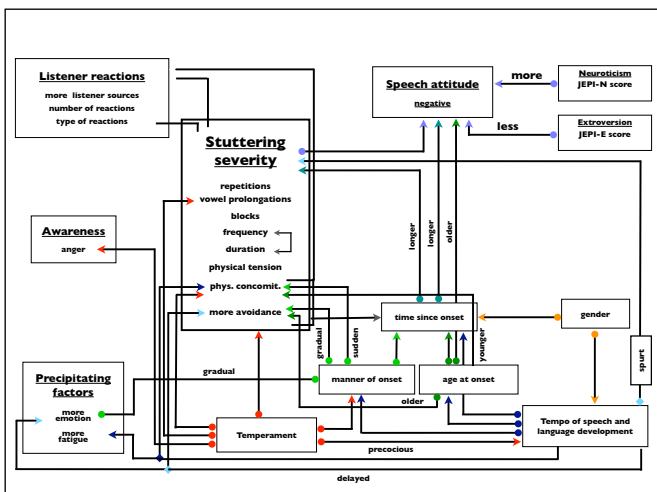 Listener reactions
more listener sources
number of reactions
type of reactions
Stuttering
severity
repetitions
vowel prolongations
blocks
frequency
duration
physical tension
phys. concomit.
more avoidance
Speech attitude
negative
more
less
Neuroticism
JEPI-N score
Extroversion
JEPI-E score
Awareness
anger
longer
longer
older
time since onset
gender
gradual
sudden
younger
spurt
Precipitating
factors
more
emotion
more
fatigue
gradual
manner of onset
age at onset
older
Temperament
precocious
Tempo of speech and
language development
delayed